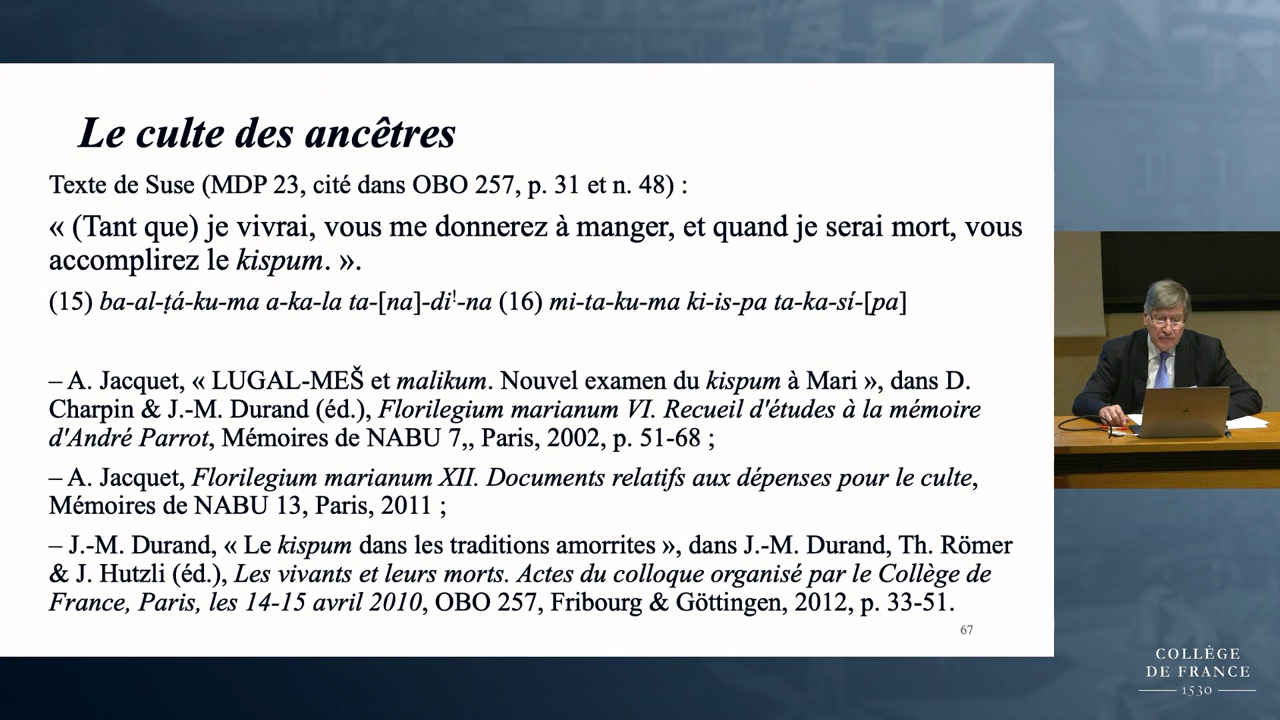 Le culte des ancêtres
Texte de Suse (MDP 23, cité dans OBO 257, p. 31 et n. 48) :
« (Tant que) je vivrai, vous me donnerez à manger, et quand je serai mort, vous
accomplirez le kispum. ».
(15) ba-al-ṭá-ku-ma a-ka-la ta-[na]-di!-na (16) mi-ta-ku-ma ki-is-pa ta-ka-sí-[pa]
– A. Jacquet, « LUGAL-MEŠ et malikum. Nouvel examen du kispum à Mari », dans D.
Charpin & J.-M. Durand (éd.), Florilegium marianum VI. Recueil d'études à la mémoire
d'André Parrot, Mémoires de NABU 7,, Paris, 2002, p. 51-68 ;
– A. Jacquet, Florilegium marianum XII. Documents relatifs aux dépenses pour le culte,
Mémoires de NABU 13, Paris, 2011 ;
– J.-M. Durand, « Le kispum dans les traditions amorrites », dans J.-M. Durand, Th. Römer
& J. Hutzli (éd.), Les vivants et leurs morts. Actes du colloque organisé par le Collège de
France, Paris, les 14-15 avril 2010, OBO 257, Fribourg & Göttingen, 2012, p. 33-51.
67
COLLÈGE
DE FRANCE
1530